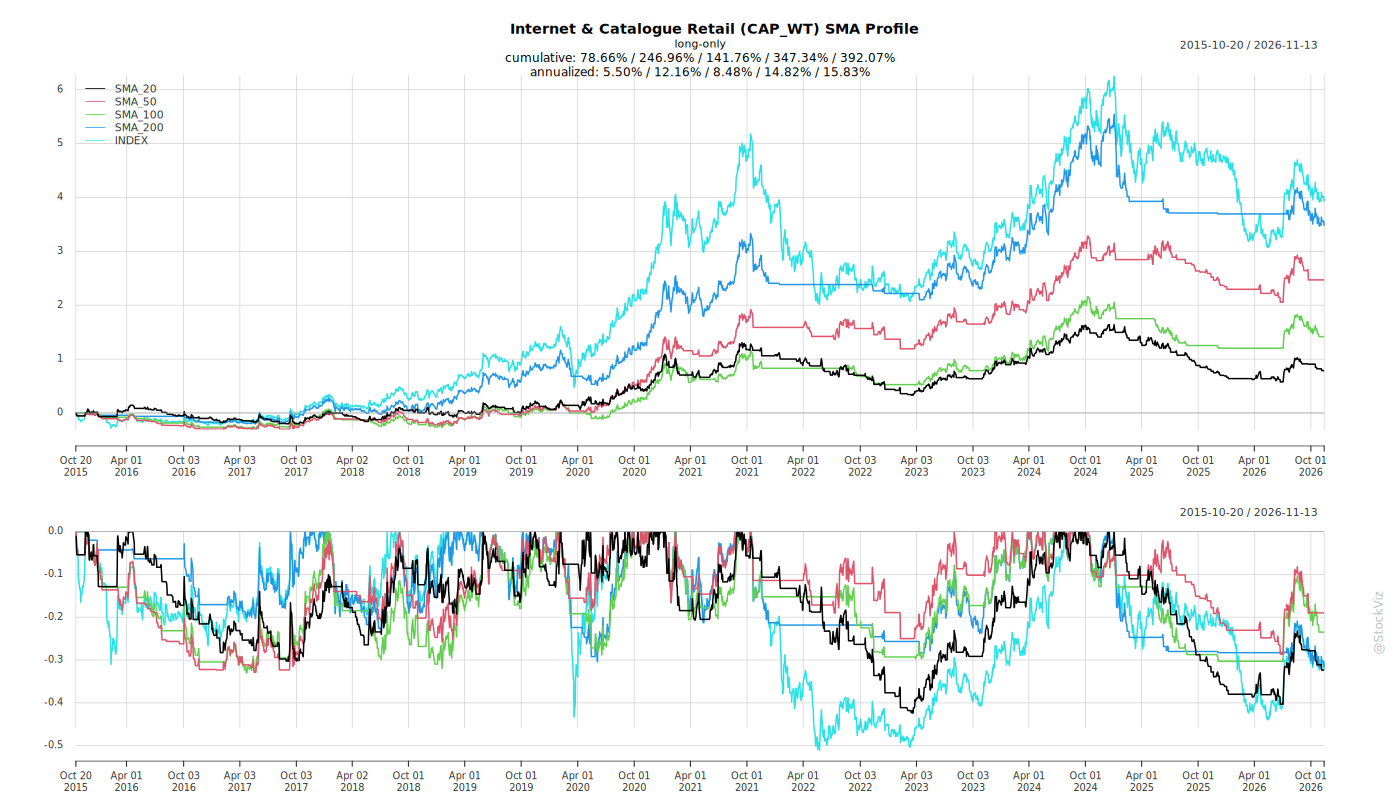 Internet & Catalogue Retail (CAP_WT) SMA Profile
long-only
cumulative: 78.66% / 246.96% / 141.76% / 347.34% / 392.07%
annualized: 5.50% / 12.16% / 8.48% / 14.82% / 15.83%
2015-10-20 / 2026-11-13
SMA_20
SMA_50
SMA_100
SMA_200
INDEX
6
5
4
3
2
1
0
Oct 20 Apr 01 Oct 03 Apr 03 Oct 03 Apr 02 Oct 01 Apr 01 Oct 01 Apr 01 Oct 01 Apr 01 Oct 01 Apr 01 Oct 03 Apr 03 Oct 03 Apr 01 Oct 01 Apr 01 Oct 01 Apr 01 Oct 01
2015 2016 2016 2017 2017 2018 2018 2019 2019 2020 2020 2021 2021 2022 2022 2023 2023 2024 2024 2025 2025 2026 2026
2015-10-20 / 2026-11-13
0.0
-0.1
-0.2
-0.3
-0.4
-0.5
Oct 20 Apr 01 Oct 03 Apr 03 Oct 03 Apr 02 Oct 01 Apr 01 Oct 01 Apr 01 Oct 01 Apr 01 Oct 01 Apr 01 Oct 03 Apr 03 Oct 03 Apr 01 Oct 01 Apr 01 Oct 01 Apr 01 Oct 01
2015 2016 2016 2017 2017 2018 2018 2019 2019 2020 2020 2021 2021 2022 2022 2023 2023 2024 2024 2025 2025 2026 2026
@StockViz